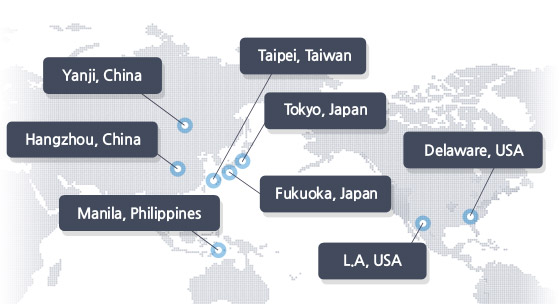 Taipei, Taiwan
Yanji, China
Tokyo, Japan
Hangzhou, China
Delaware, USA
Fukuoka, Japan
Manila, Philippines
L.A, USA